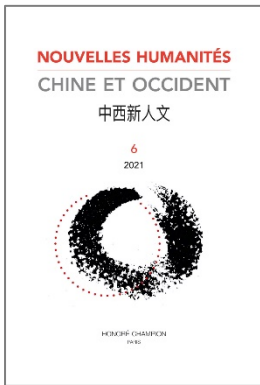 NOUVELLES HUMANITÉS
CHINE ET OCCIDENT
中西新人文
6
2021
HONORÉ CHAMPION
PARIS